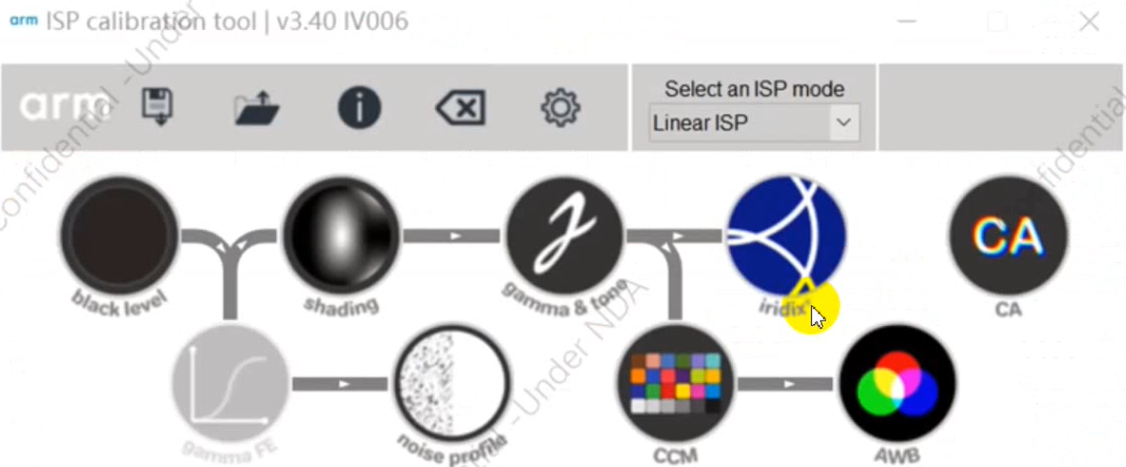 arm ISP calibration tool | v3.40 IV006
arm
Select an ISP mode
Linear ISP
black level
shading
gamma & tone
iridix
CA
CA
gamma FE
noise profile
CCM
AWB
Confidential - Under
Confidential - Under NDA
Confidential